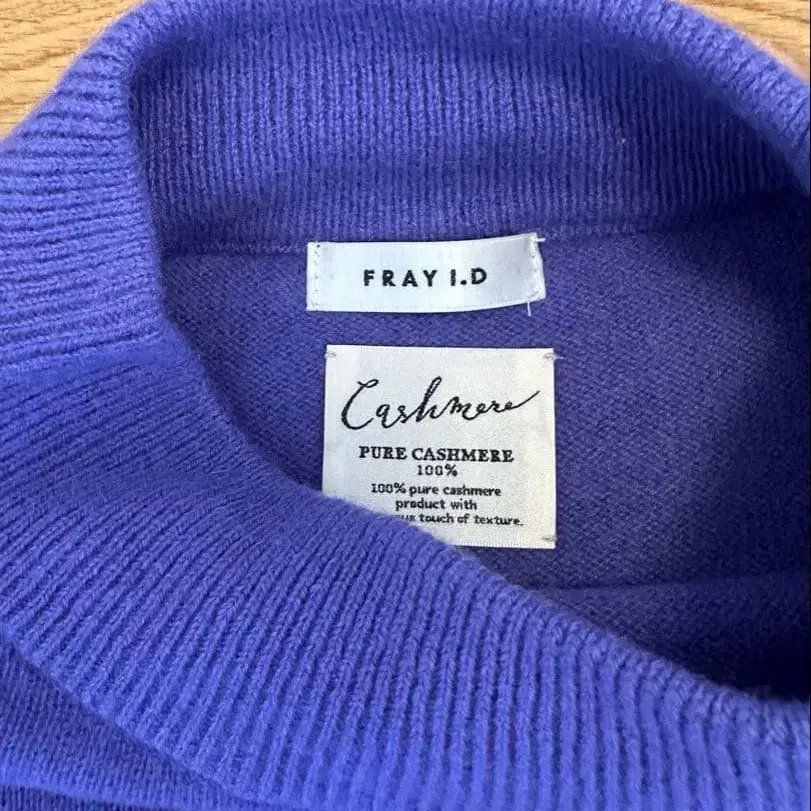 FRAY I.D
Cashmere
PURE CASHMERE
100%
100% pure cashmere
product with
touch of texture.